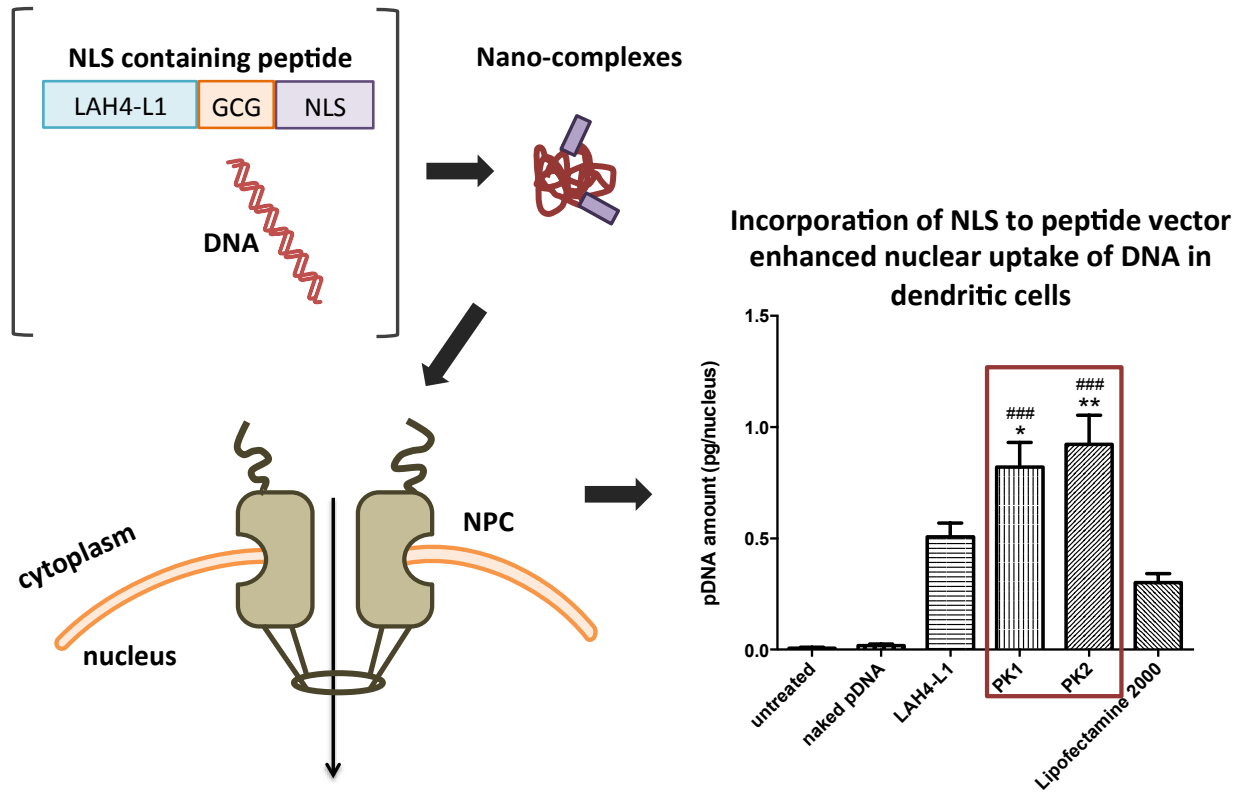 NLS containing peptide
LAH4-L1
GCG
NLS
DNA
Nano-complexes
cytoplasm
nucleus
NPC
Incorporation of NLS to peptide vector
enhanced nuclear uptake of DNA in
dendritic cells
pDNA amount (pg/nucleus)
1.5
1.0
0.5
0.0
###
*
###
**
untreated
naked pDNA
LAH4-L1
PK1
PK2
Lipofectamine 2000